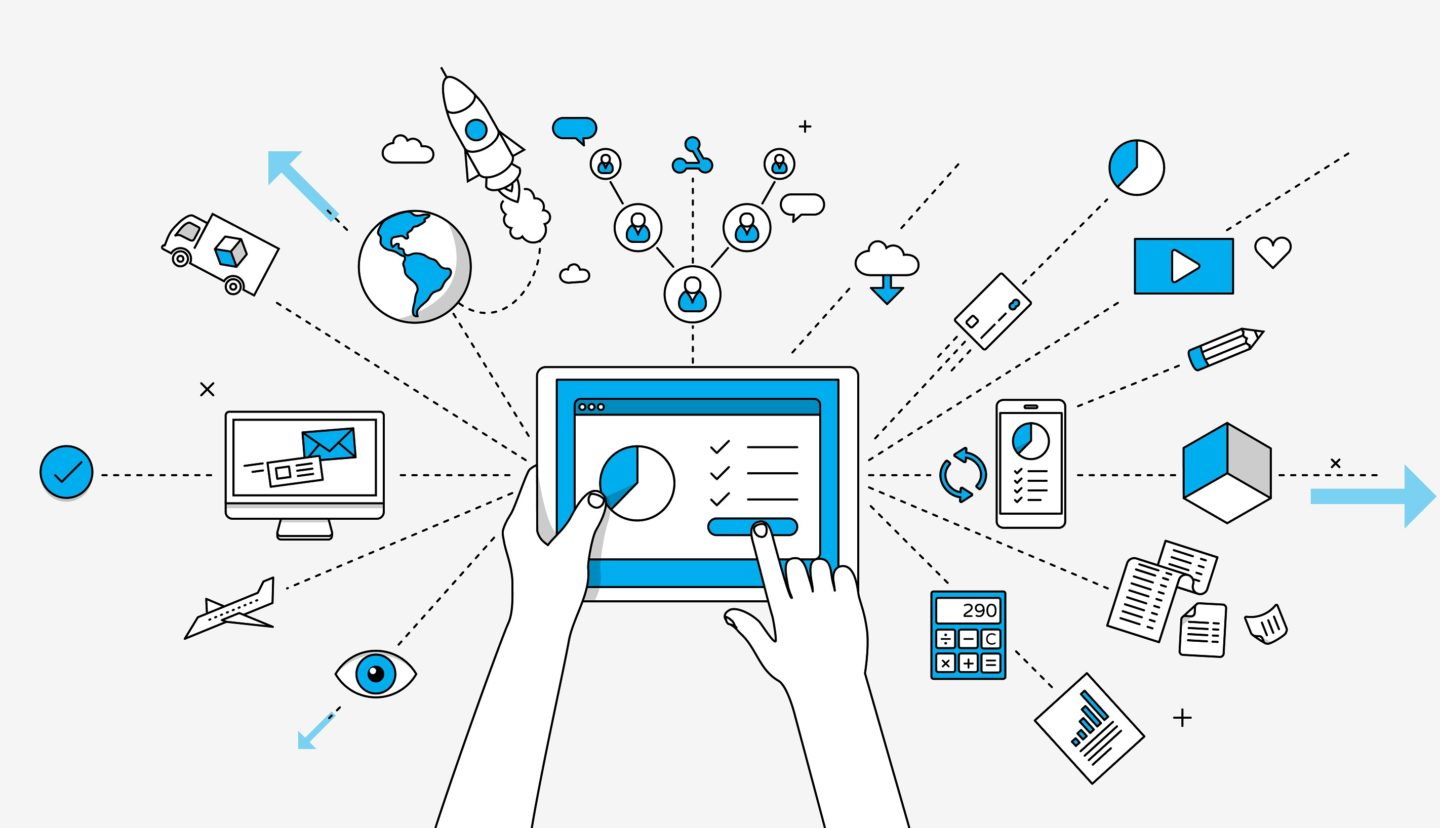 290
÷ − C
× + =